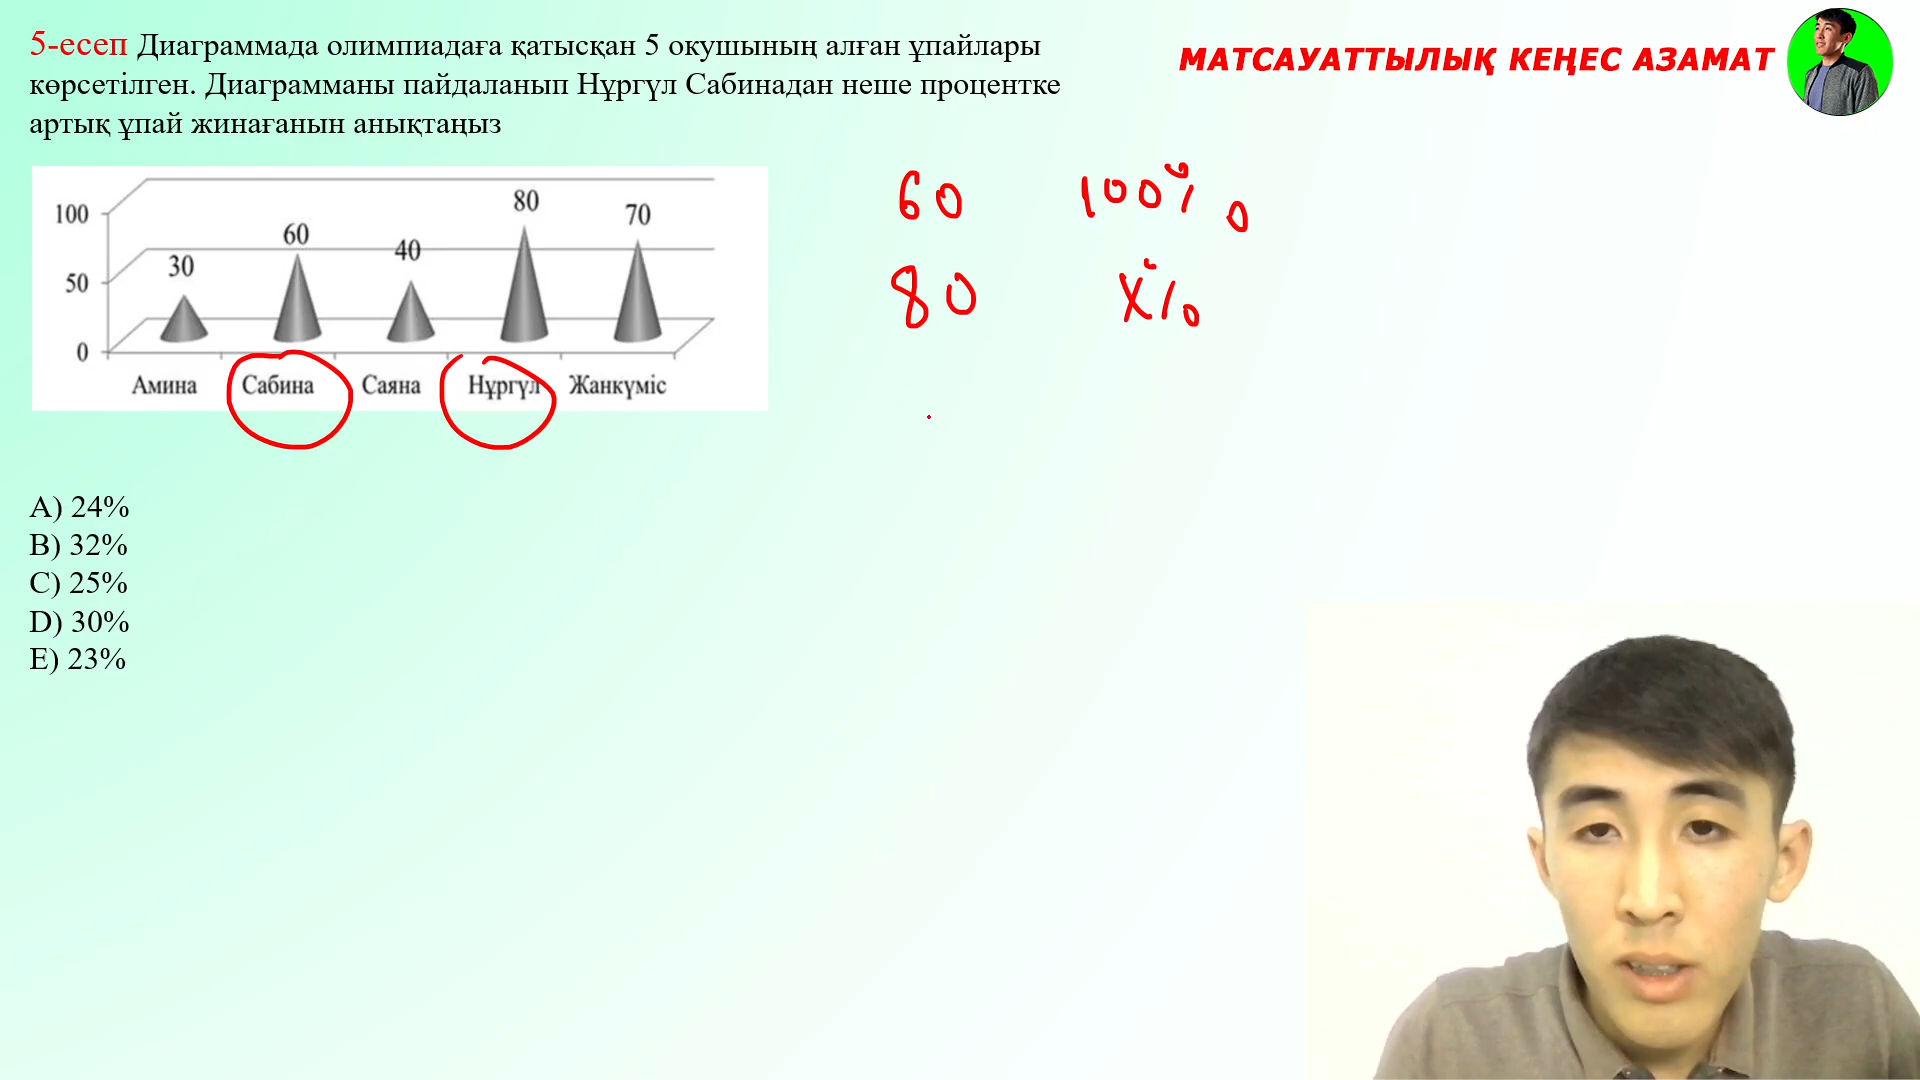 5-есеп Диаграммада олимпиадаға қатысқан 5 окушының алған ұпайлары
көрсетілген. Диаграмманы пайдаланып Нұргүл Сабинадан неше процентке
артық ұпай жинағанын анықтаңыз
МАТСАУАТТЫЛЫҚ КЕҢЕС АЗАМАТ
100
50
0
30
60
40
80
70
Амина Сабина Саяна Нұргүл Жанкүміс
60 100%
80 x%
A) 24%
B) 32%
C) 25%
D) 30%
E) 23%